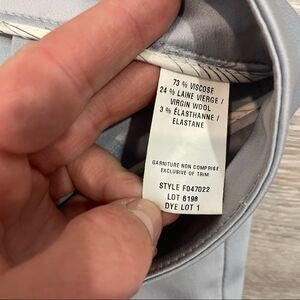 73 % VISCOSE
24 % LAINE VIERGE /
VIRGIN WOOL
3 % ÉLASTHANNE /
ELASTANE
GARNITURE NON COMPRISE
EXCLUSIVE OF TRIM
STYLE F047022
LOT 6198
DYE LOT 1